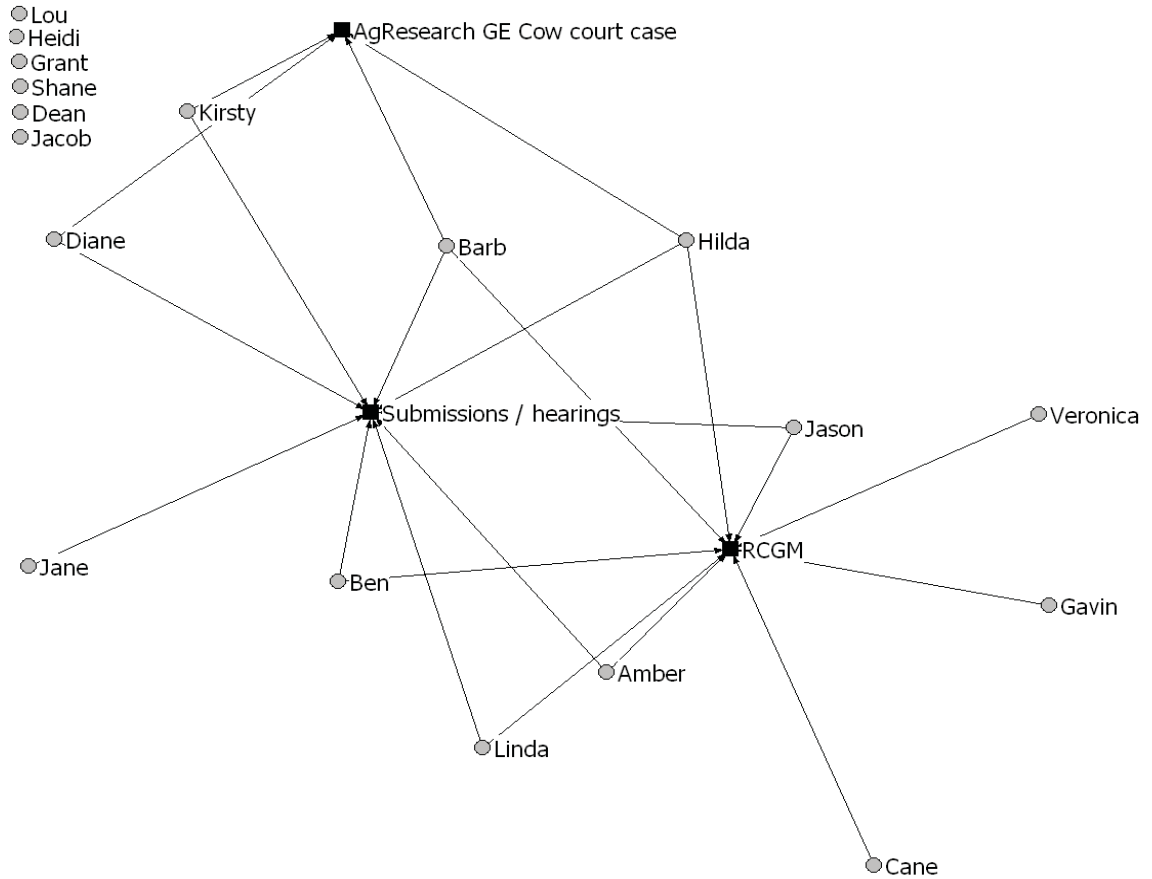 Lou
AgResearch GE Cow court case
Heidi
Grant
Shane
Dean
Jacob
Kirsty
Diane
Barb
Hilda
Submissions / hearings
Jason
Veronica
RCGM
Jane
Ben
Gavin
Amber
Linda
Cane